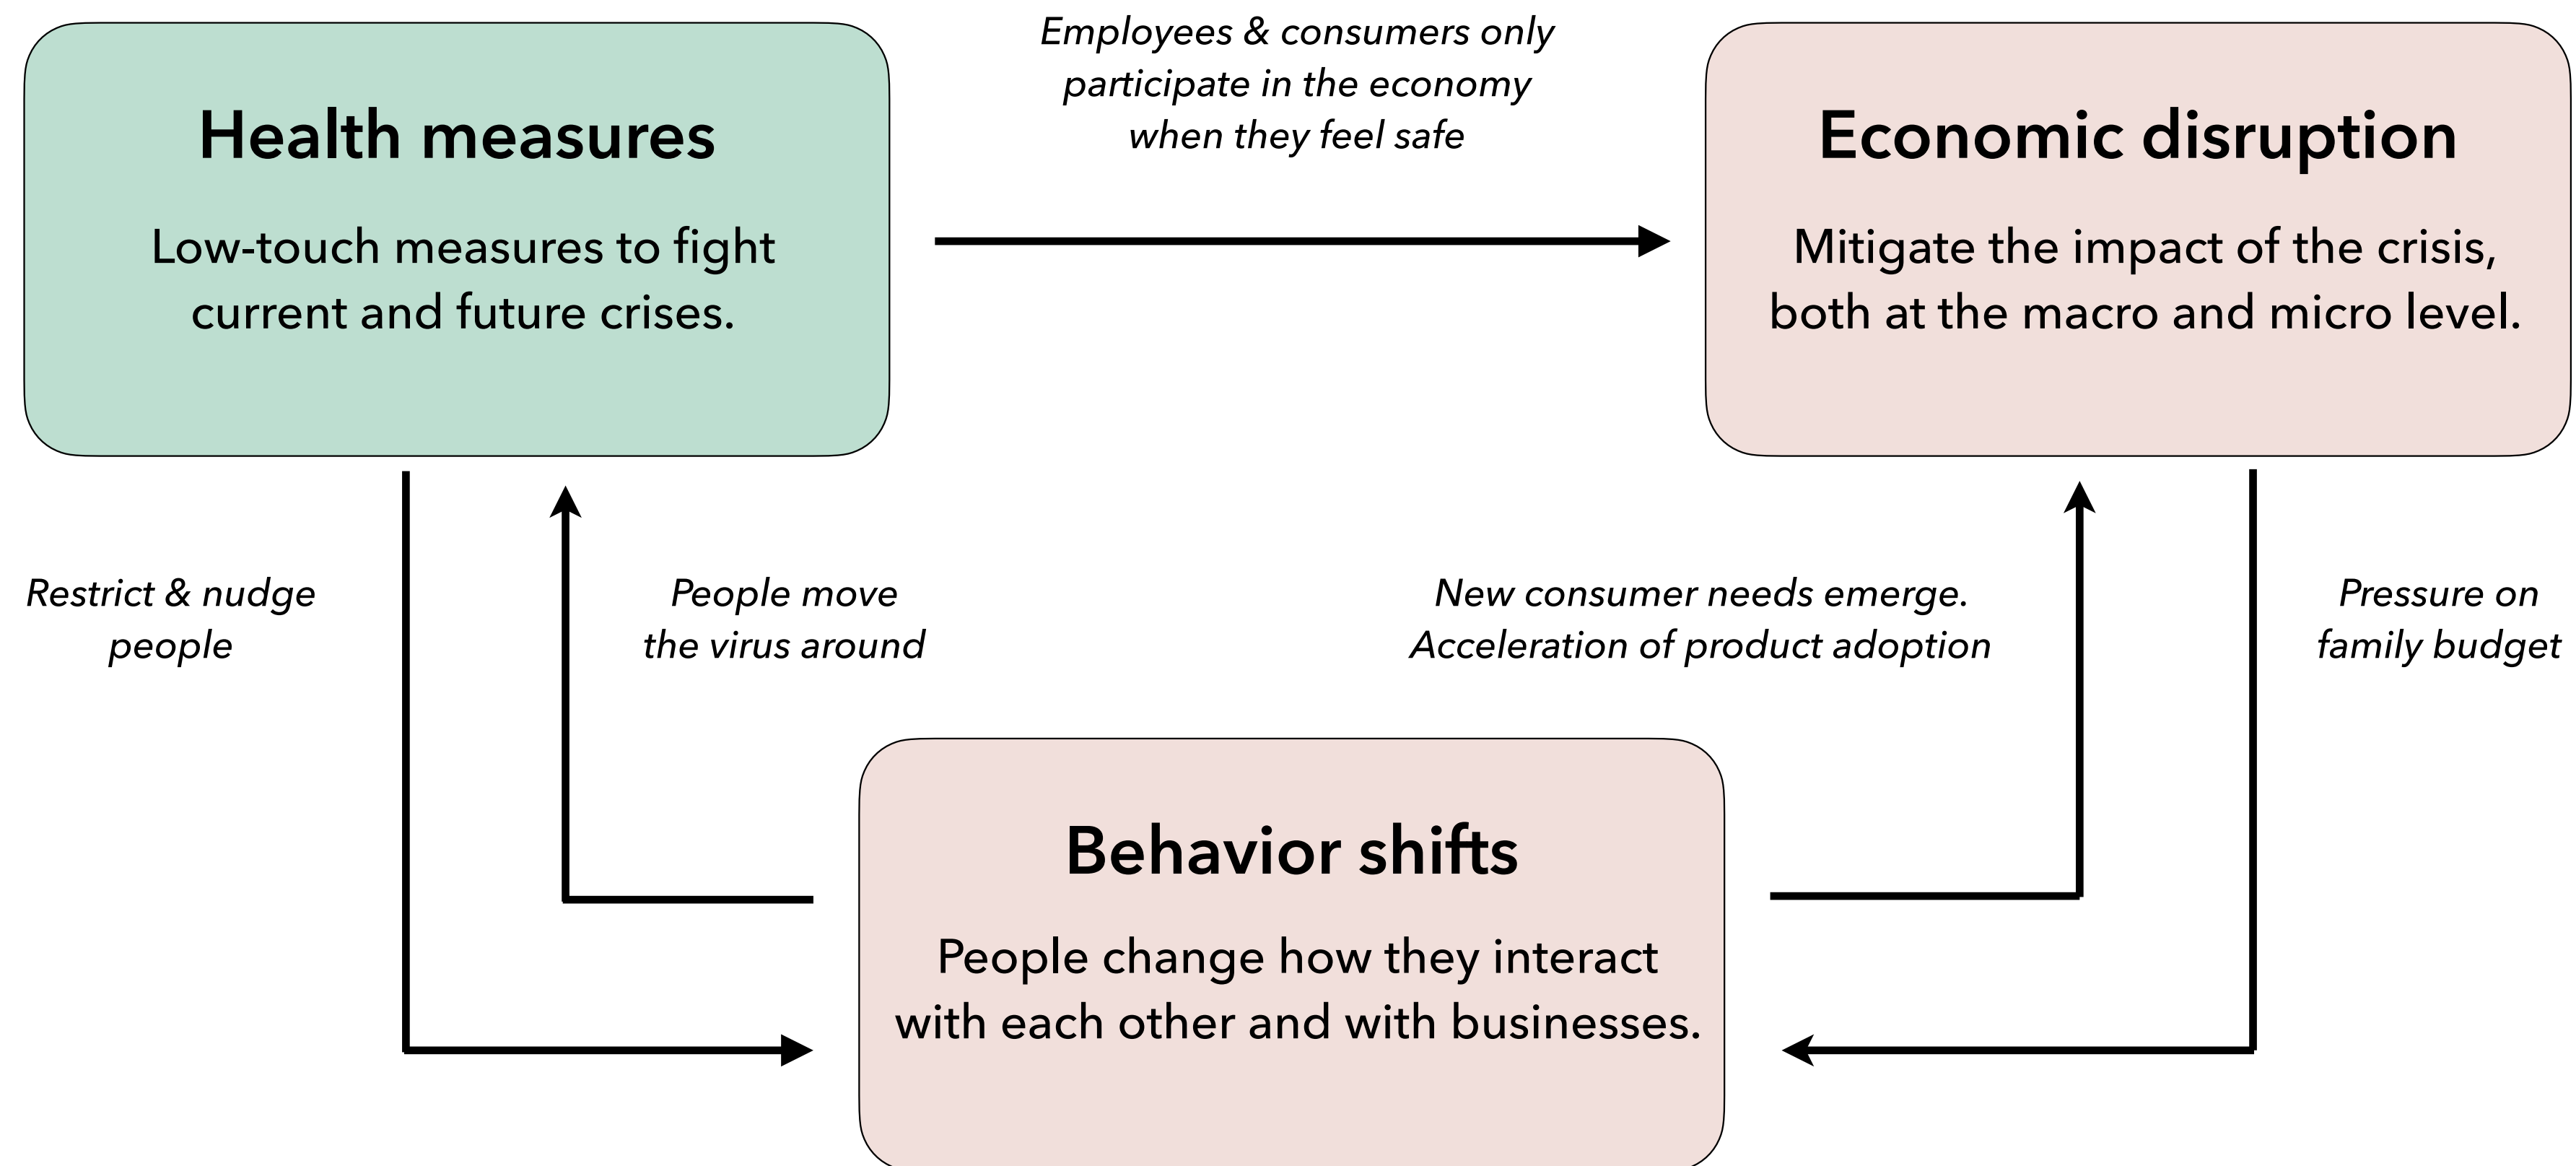 Employees & consumers only
participate in the economy
when they feel safe
Health measures
Low-touch measures to fight
current and future crises.
Economic disruption
Mitigate the impact of the crisis,
both at the macro and micro level.
Restrict & nudge
people
People move
the virus around
New consumer needs emerge.
Acceleration of product adoption
Pressure on
family budget
Behavior shifts
People change how they interact
with each other and with businesses.